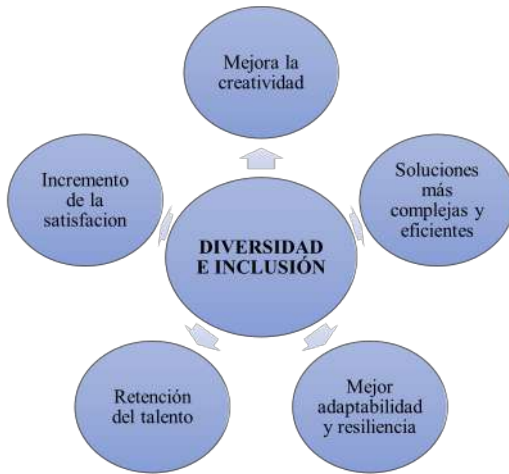 Mejora la
creatividad
Incremento
de la
satisfacion
Soluciones
más
complejas y
eficientes
DIVERSIDAD
E INCLUSIÓN
Retención
del talento
Mejor
adaptabilidad
y resiliencia